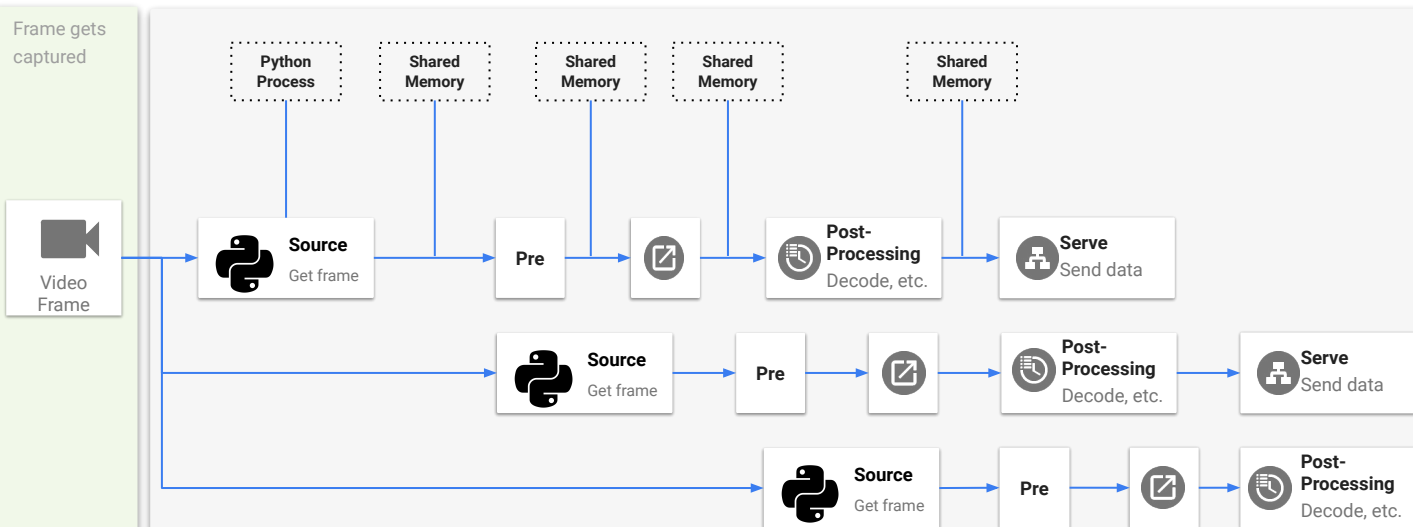 Frame gets
captured
Python
Process
Shared
Memory
Shared
Memory
Shared
Memory
Shared
Memory
Video
Frame
Source
Get frame
Pre
Post-
Processing
Decode, etc.
Serve
Send data
Source
Get frame
Pre
Post-
Processing
Decode, etc.
Serve
Send data
Source
Get frame
Pre
Post-
Processing
Decode, etc.